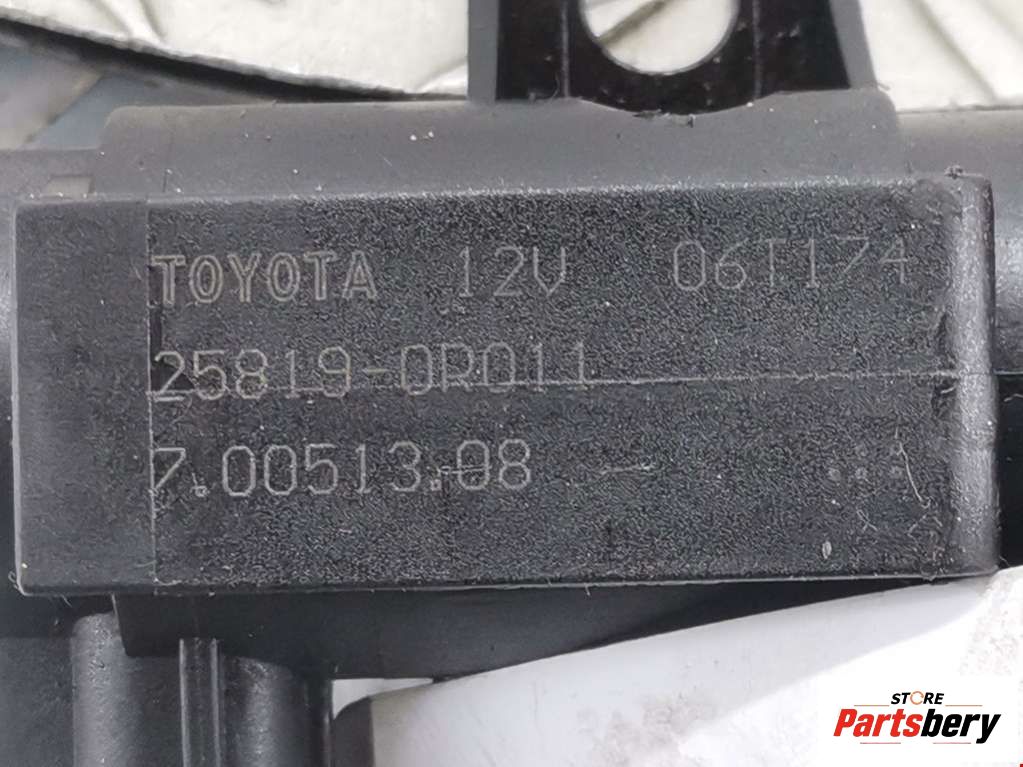 TOYOTA 12V 06T174
25819-0R011
7.00513.08
STORE
Partsbery